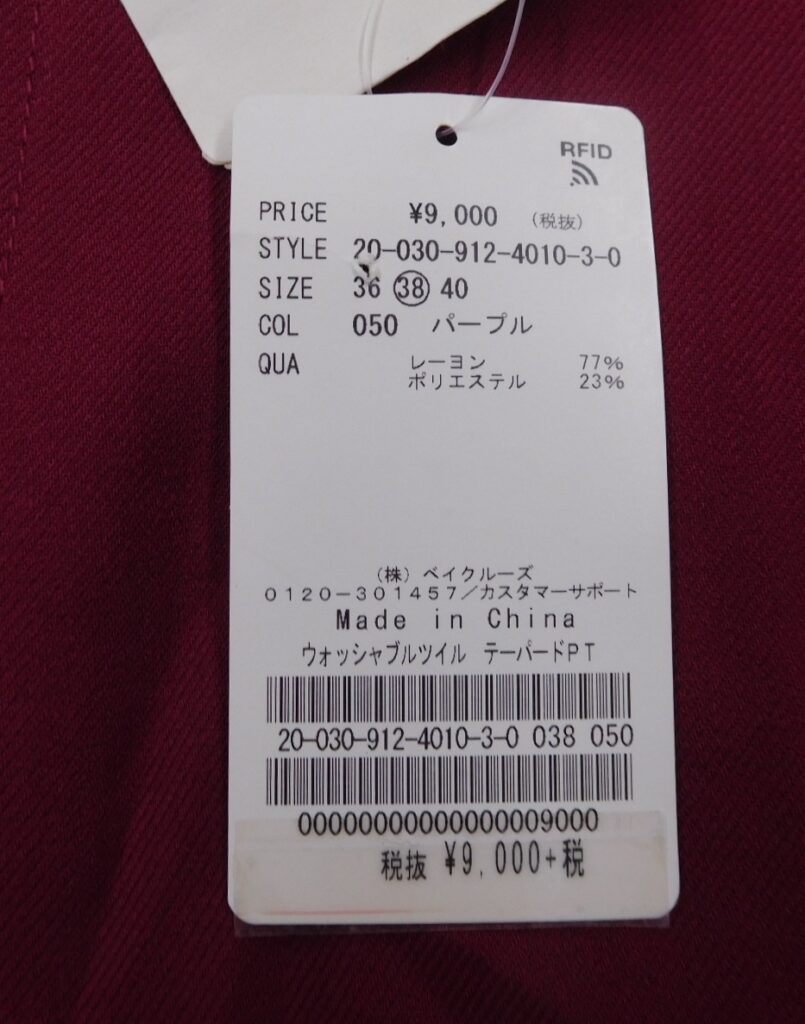 RFID
PRICE ¥9,000 (税抜)
STYLE 20-030-912-4010-3-0
SIZE 36 38 40
COL 050 パープル
QUA レーヨン 77%
ポリエステル 23%
(株) ベイクルーズ
0120-301457/カスタマーサポート
Made in China
ウォッシャブルツイル テーパードPT
20-030-912-4010-3-0 038 050
00000000000000009000
税抜 ¥9,000+税